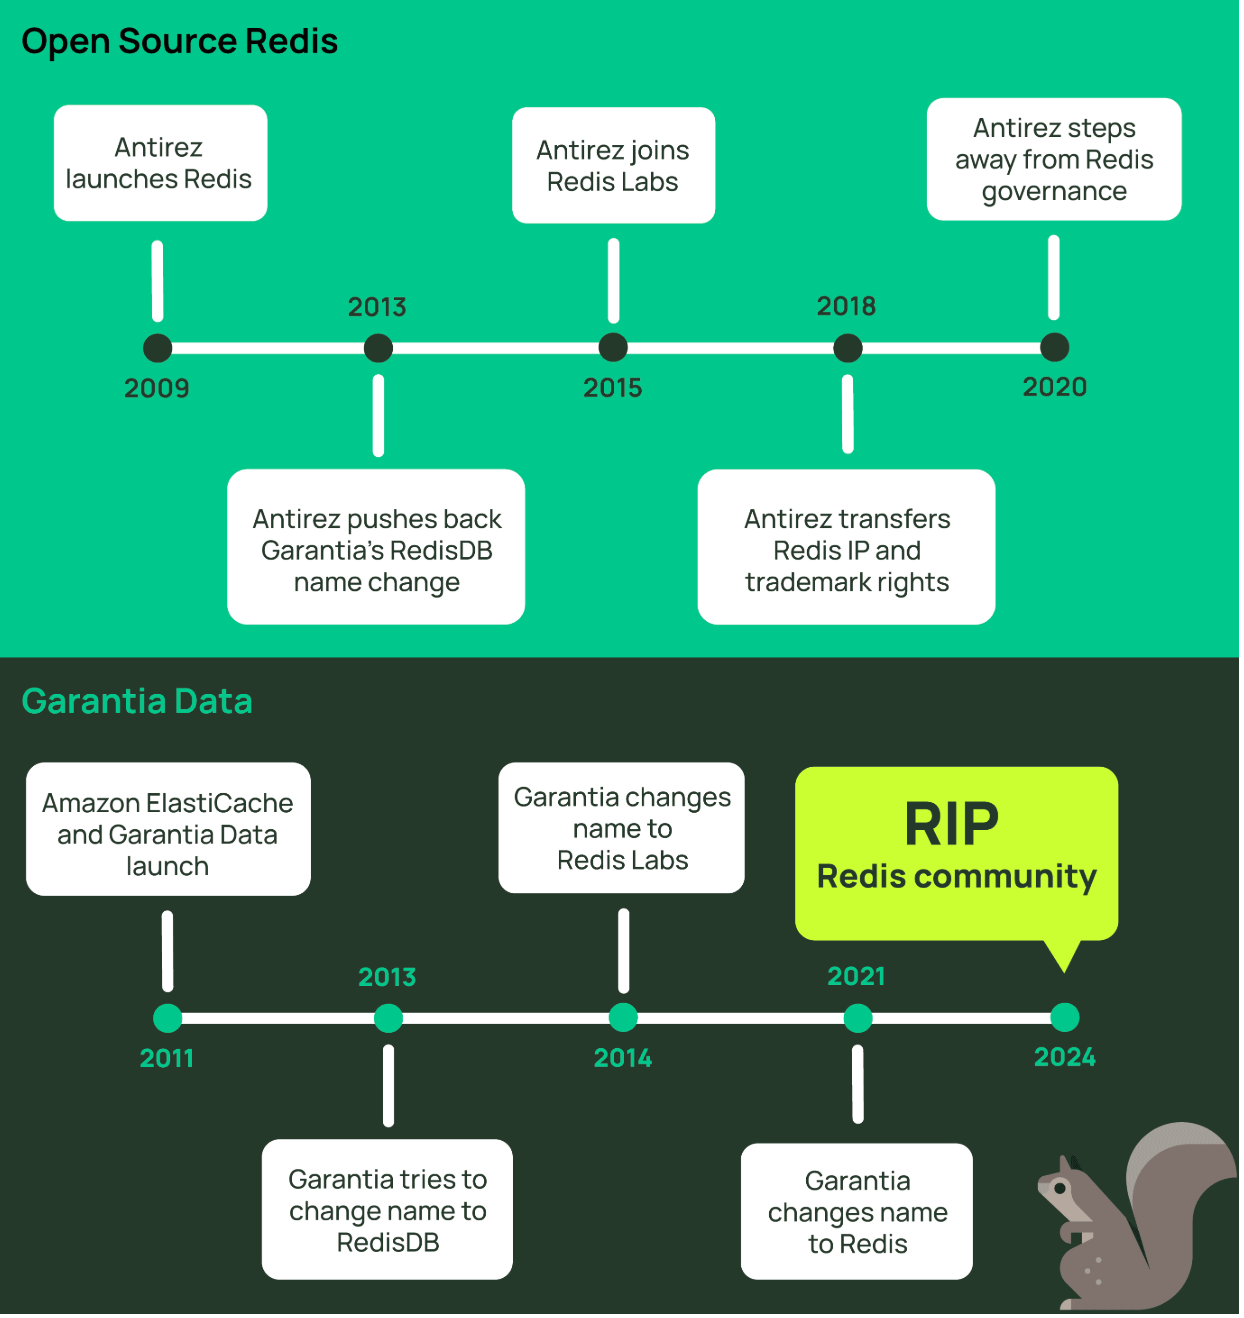 Open Source Redis
Antirez
launches Redis
Antirez joins
Redis Labs
Antirez steps
away from Redis
governance
2013
2018
2009
2015
2020
Antirez pushes back
Garantia's RedisDB
name change
Antirez transfers
Redis IP and
trademark rights
Garantia Data
Amazon ElastiCache
and Garantia Data
launch
Garantia changes
name to
Redis Labs
RIP
Redis community
2013
2021
2011
2014
2024
Garantia tries to
change name to
RedisDB
Garantia
changes name
to Redis